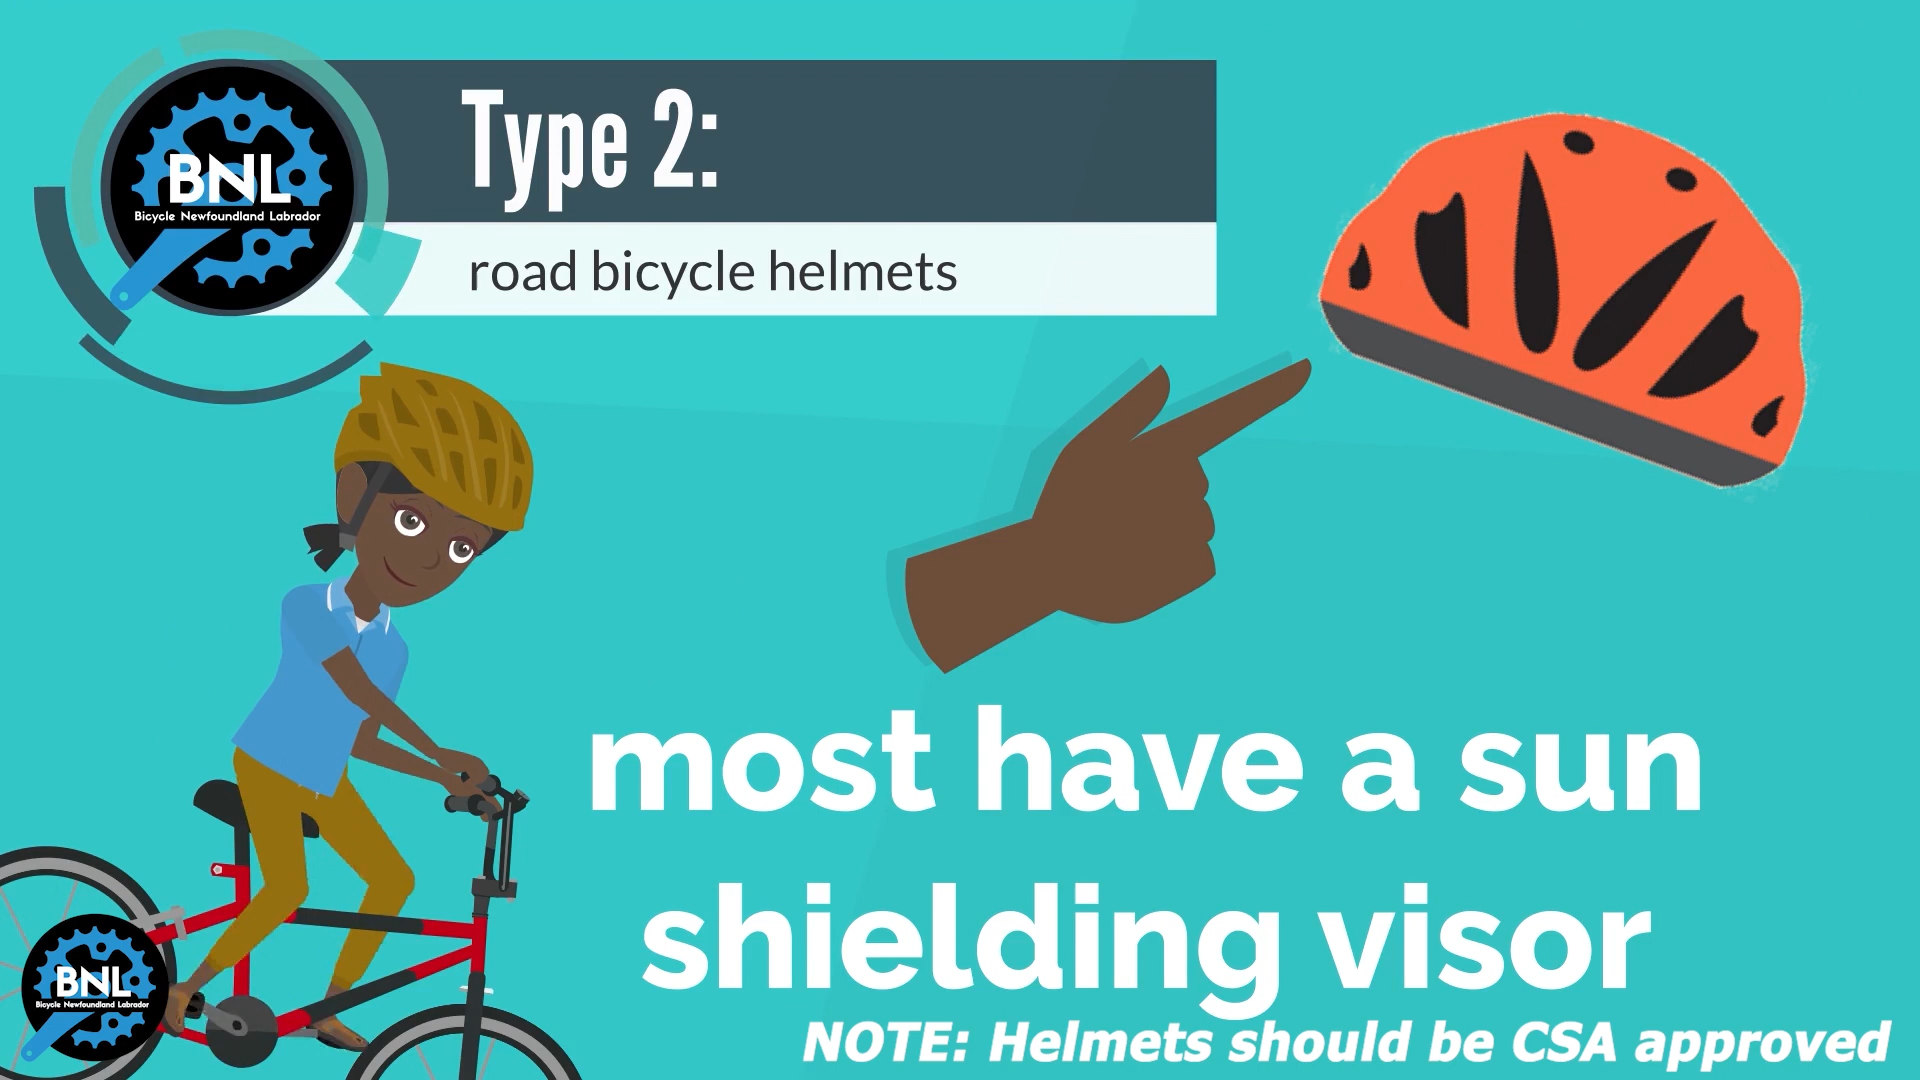 BNL
Bicycle Newfoundland Labrador
Type 2:
road bicycle helmets
most have a sun
shielding visor
BNL
Bicycle Newfoundland Labrador
NOTE: Helmets should be CSA approved